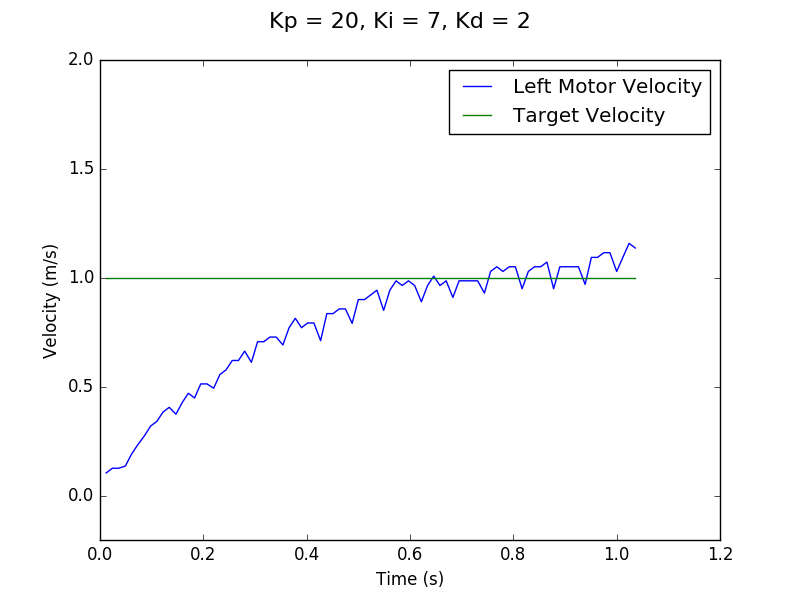 Kp = 20, Ki = 7, Kd = 2
Left Motor Velocity
Target Velocity
2.0
1.5
1.0
0.5
0.0
Velocity (m/s)
0.0 0.2 0.4 0.6 0.8 1.0 1.2
Time (s)